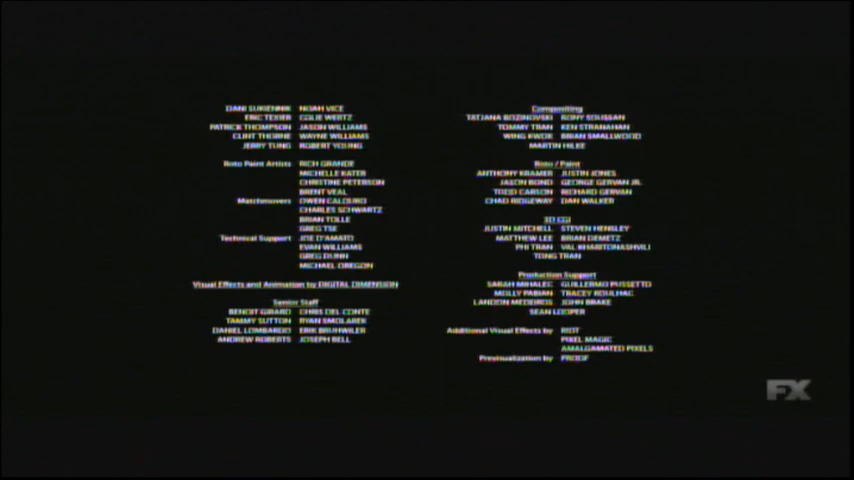 DANI SUKIENNIK NOAH VICE
ERIC TEXIER COLIE WERTZ
PATRICK THOMPSON JASON WILLIAMS
CLINT THORNE WAYNE WILLIAMS
JERRY TUNG ROBERT YOUNG
Roto Paint Artists RICH GRANDE
MICHELLE KATER
CHRISTINE PETERSON
BRENT VEAL
Matchmovers OWEN CALOURO
CHARLES SCHWARTZ
BRIAN TOLLE
GREG TSE
Technical Support JOE D'AMATO
EVAN WILLIAMS
GREG DUNN
MICHAEL OREGON
Visual Effects and Animation by DIGITAL DIMENSION
Senior Staff
BENOIT GIRARD CHRIS DEL CONTE
TAMMY SUTTON RYAN SMOLAREK
DANIEL LOMBARDO ERIK BRUHWILER
ANDREW ROBERTS JOSEPH BELL
Compositing
TATJANA BOZINOVSKI RONY SOUSSAN
TOMMY TRAN KEN STRANAHAN
WING KWOK BRIAN SMALLWOOD
MARTIN HILKE
Roto / Paint
ANTHONY KRAMER JUSTIN JONES
JASON BOND GEORGE GERVAN JR.
TODD CARSON RICHARD GERVAN
CHAD RIDGEWAY DAN WALKER
3D CGI
JUSTIN MITCHELL STEVEN HENSLEY
MATTHEW LEE BRIAN DEMETZ
PHI TRAN VAL KHARITONASHVILI
TONG TRAN
Production Support
SARAH MIHALEC GUILLERMO PUSSETTO
MOLLY PABIAN TRACEY ROULHAC
LANDON MEDEIROS JOHN BRAKE
SEAN LOOPER
Additional Visual Effects by RIOT
PIXEL MAGIC
AMALGAMATED PIXELS
Previsualization by PROOF
FX